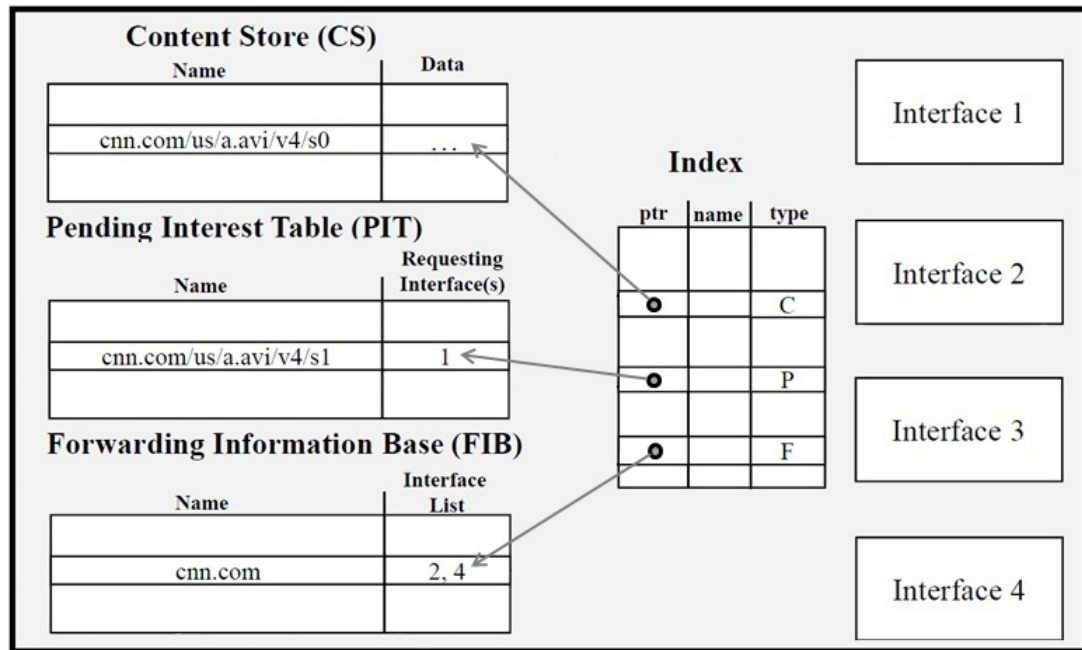 Content Store (CS)
Name Data
cnn.com/us/a.avi/v4/s0 ...
Pending Interest Table (PIT)
Name Requesting
Interface(s)
cnn.com/us/a.avi/v4/s1 1
Forwarding Information Base (FIB)
Name Interface
List
cnn.com 2, 4
Index
ptr name type
C
P
F
Interface 1
Interface 2
Interface 3
Interface 4